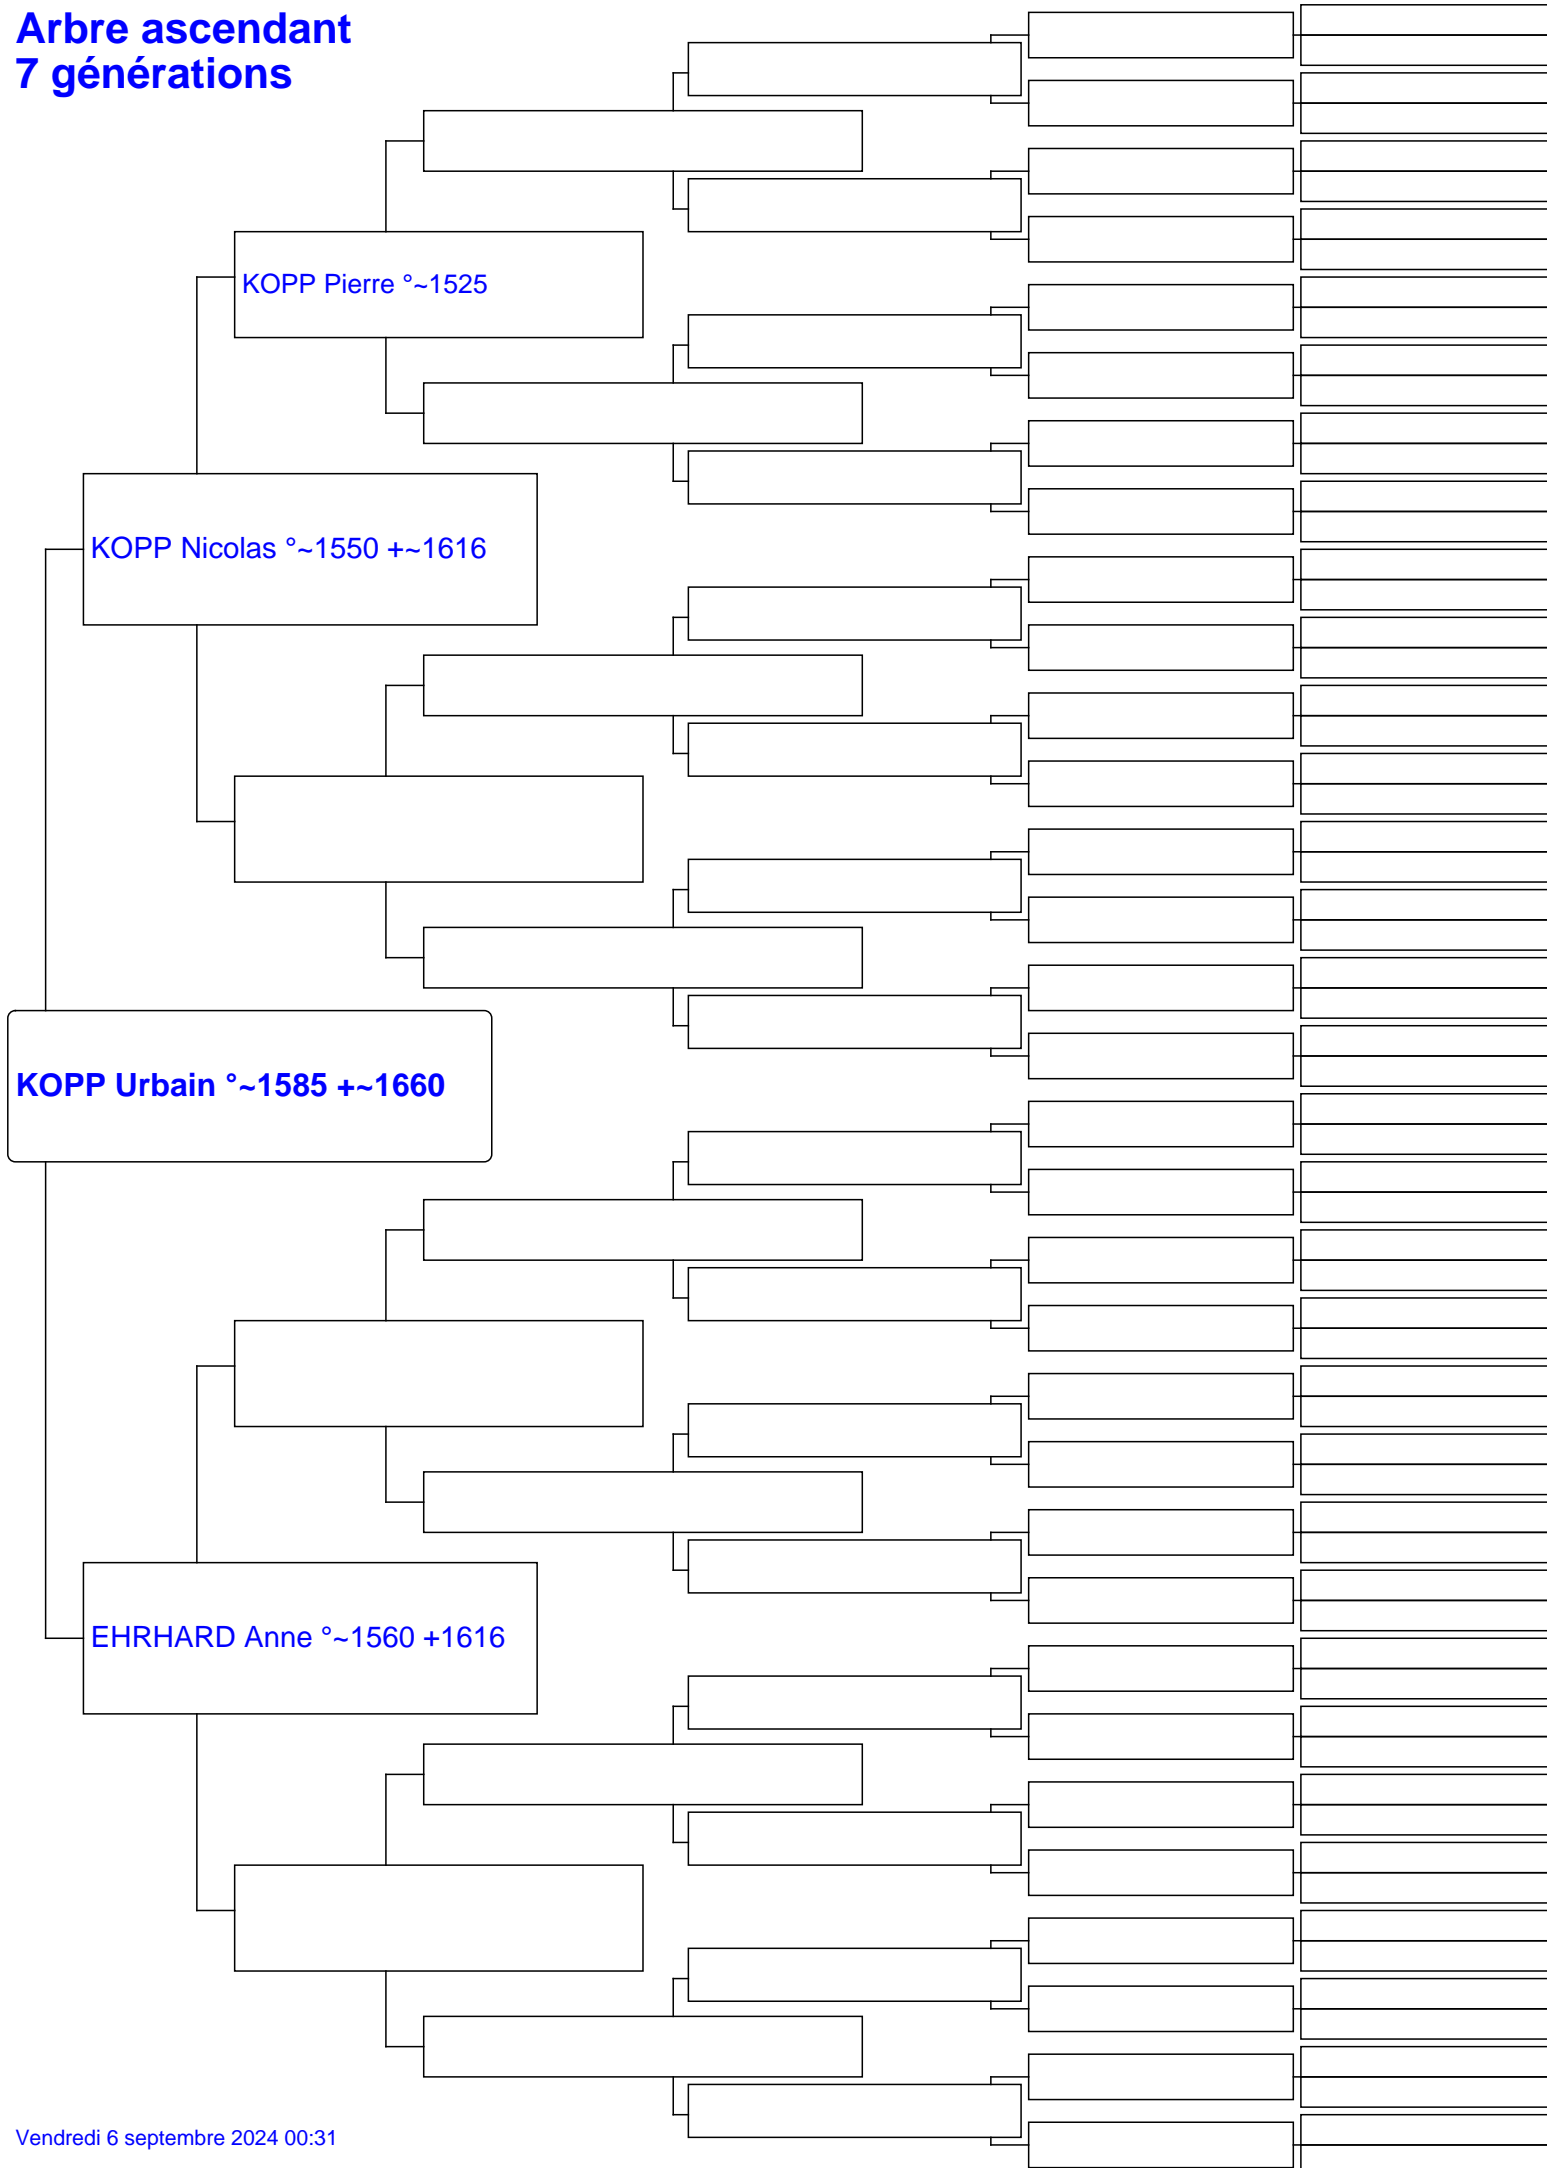 Arbre ascendant
7 générations
KOPP Pierre °~1525
KOPP Nicolas °~1550 +~1616
KOPP Urbain °~1585 +~1660
EHRHARD Anne °~1560 +1616
Vendredi 6 septembre 2024 00:31